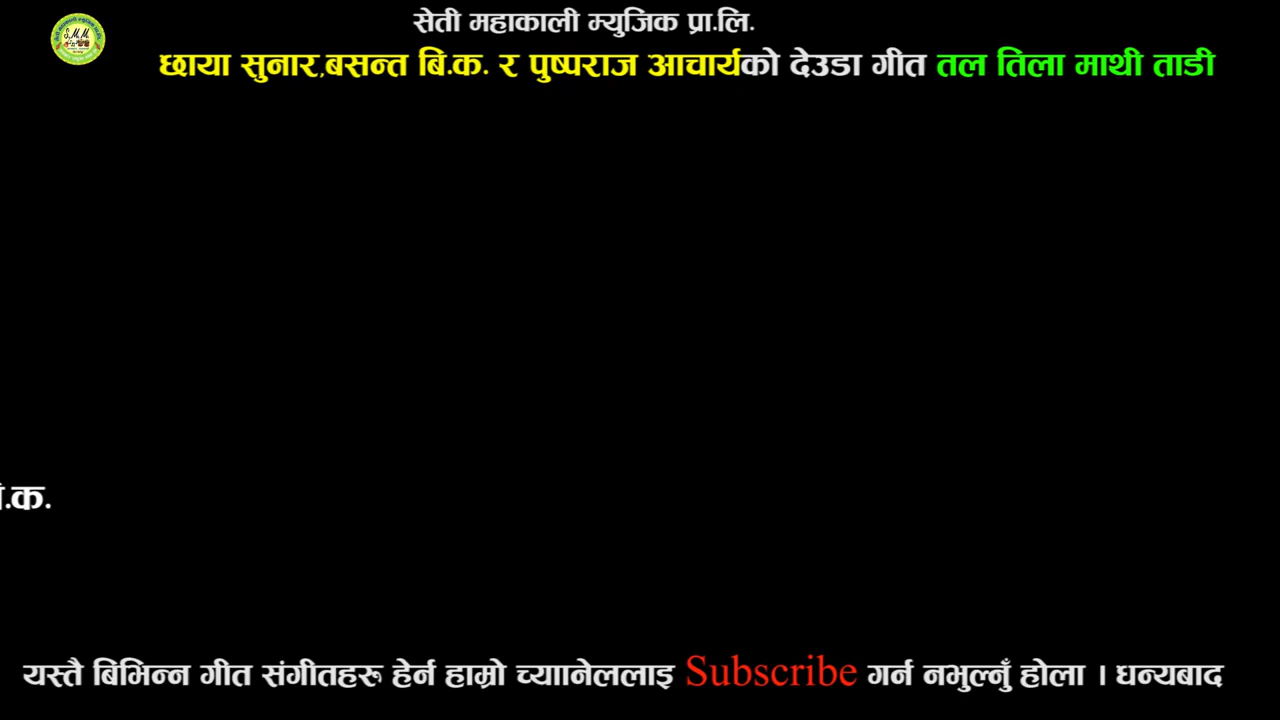 सेती महाकाली म्युजिक प्रा.लि.
S.M.M
छाया सुनार,बसन्त बि.क. र पुष्पराज आचार्यको देउडा गीत तल तिला माथी ताडी
.क.
यस्तै बिभिन्न गीत संगीतहरू हेर्न हाम्रो च्याानेललाइ Subscribe गर्न नभुल्नुँ होला । धन्यबाद